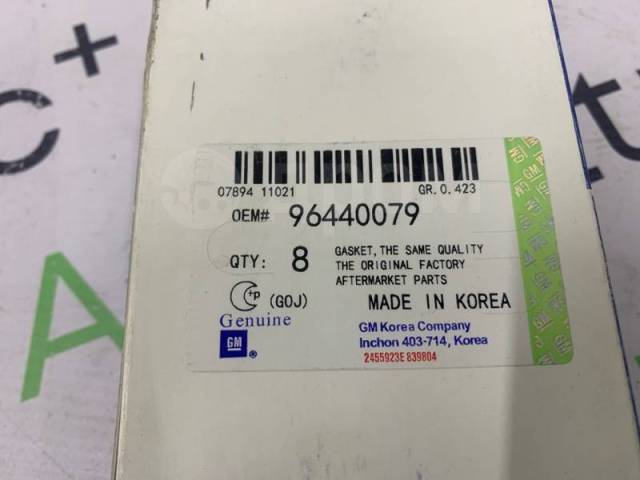 07894 11021 GR. 0. 423
OEM# 96440079
QTY: 8 GASKET, THE SAME QUALITY
THE ORIGINAL FACTORY
AFTERMARKET PARTS
C+P (GOJ) MADE IN KOREA
Genuine
GM
GM Korea Company
Inchon 403-714, Korea
2455923E 839804
GM